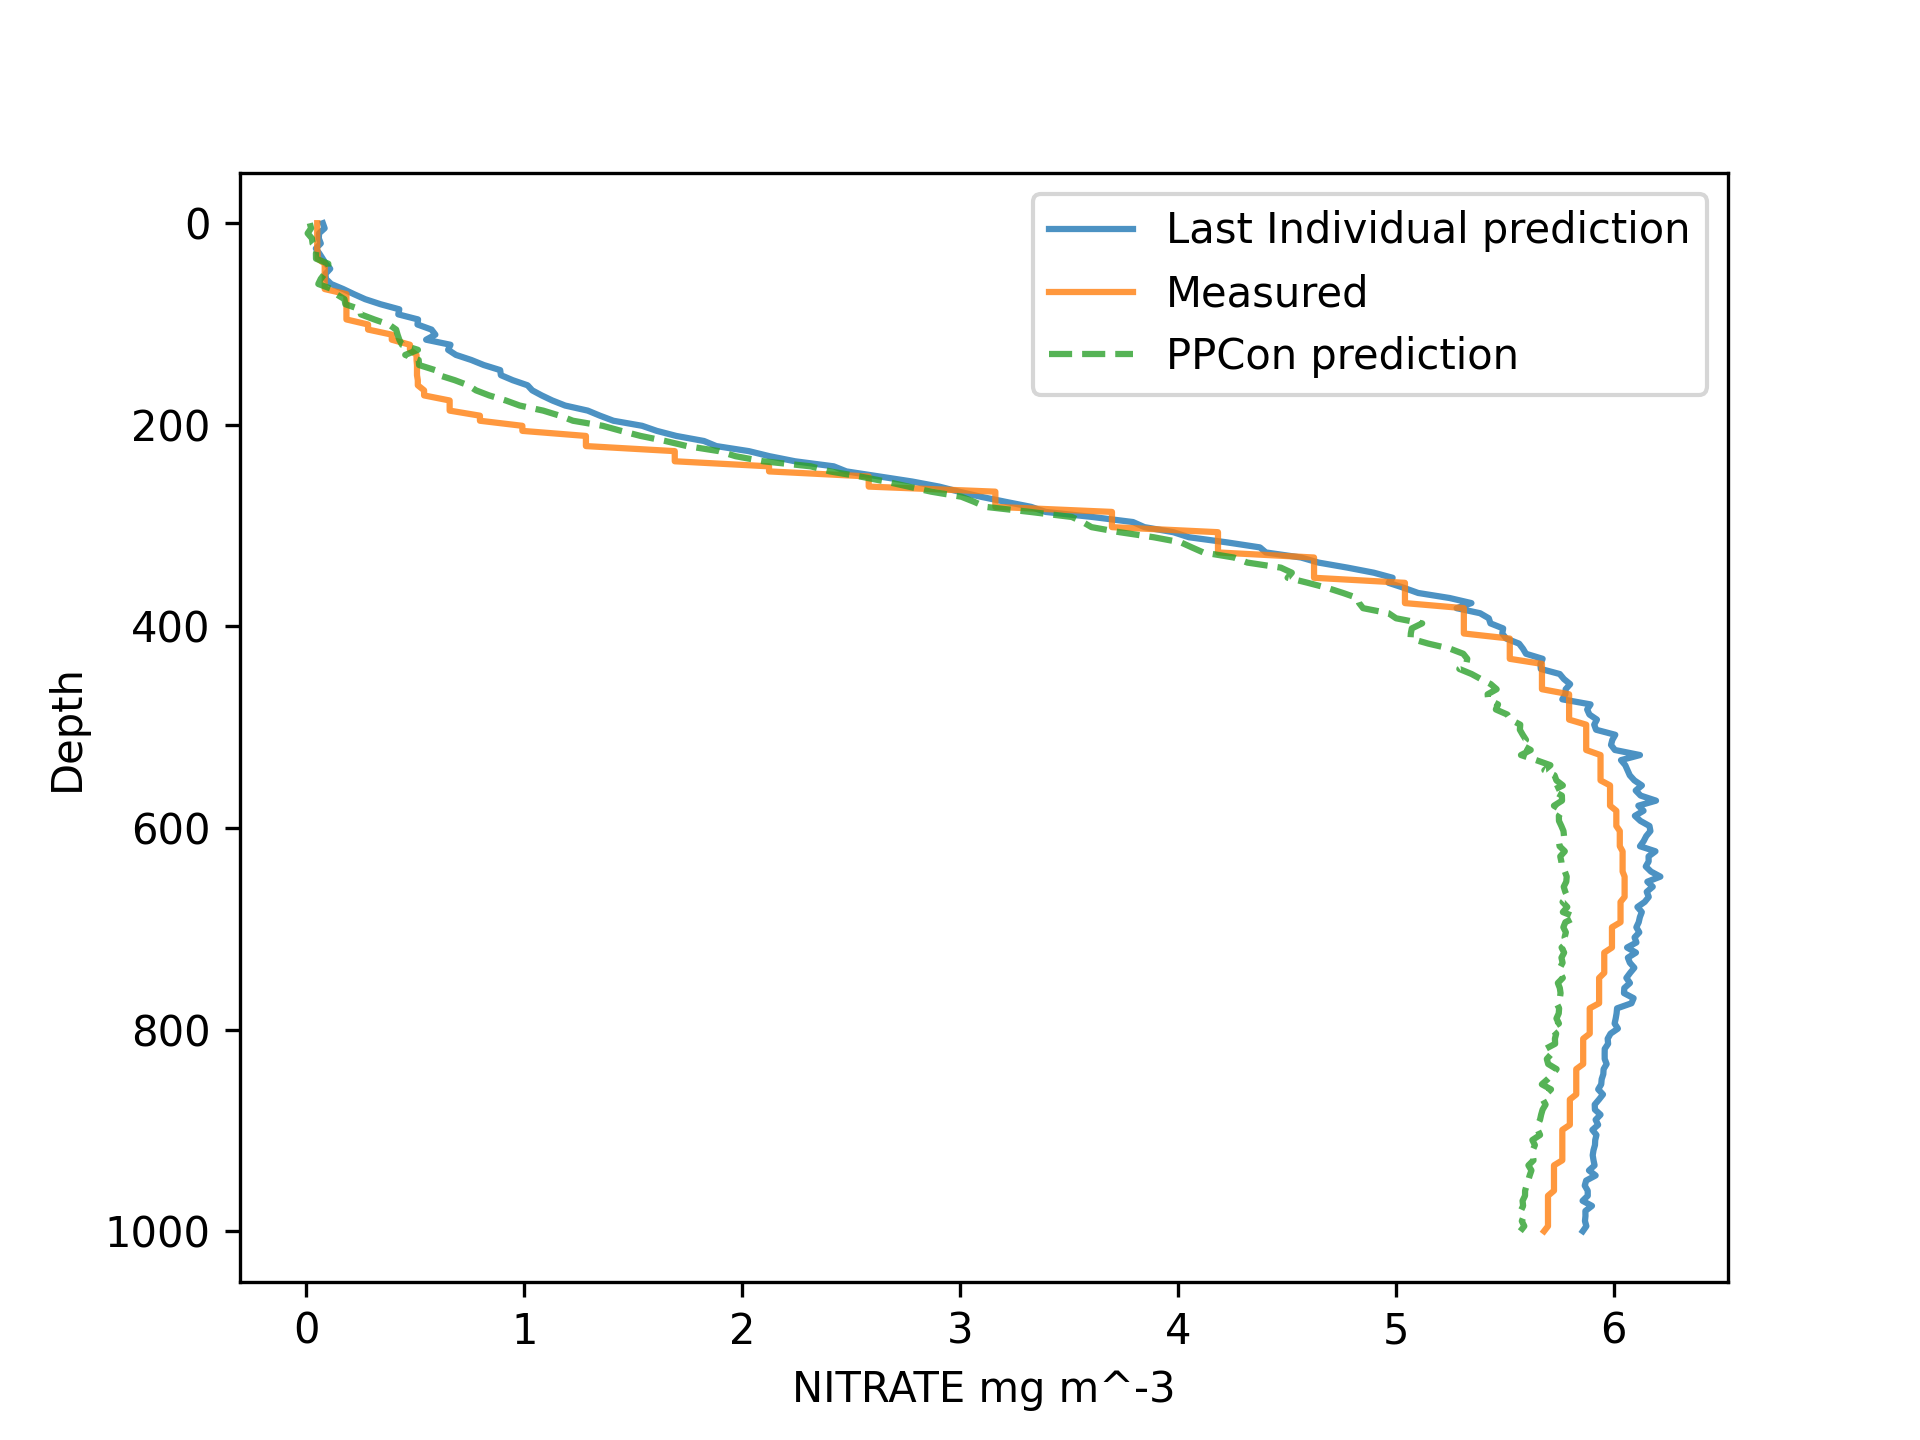 Last Individual prediction
Measured
PPCon prediction
0
200
400
600
800
1000
Depth
0 1 2 3 4 5 6
NITRATE mg m^-3